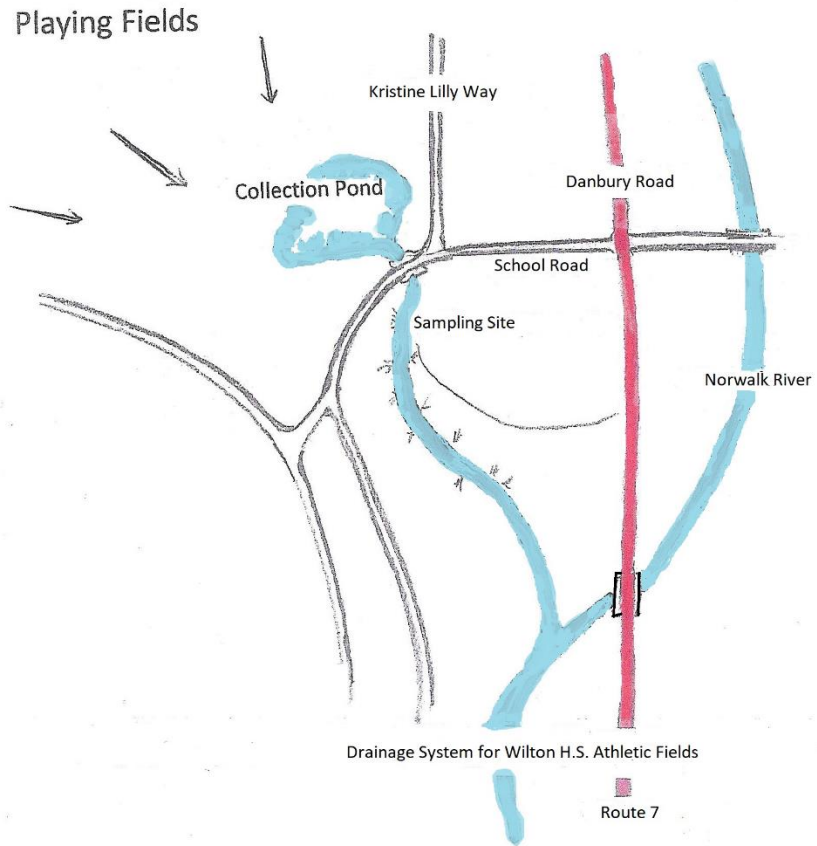 Playing Fields
Kristine Lilly Way
Collection Pond
Danbury Road
School Road
Sampling Site
Norwalk River
Drainage System for Wilton H.S. Athletic Fields
Route 7